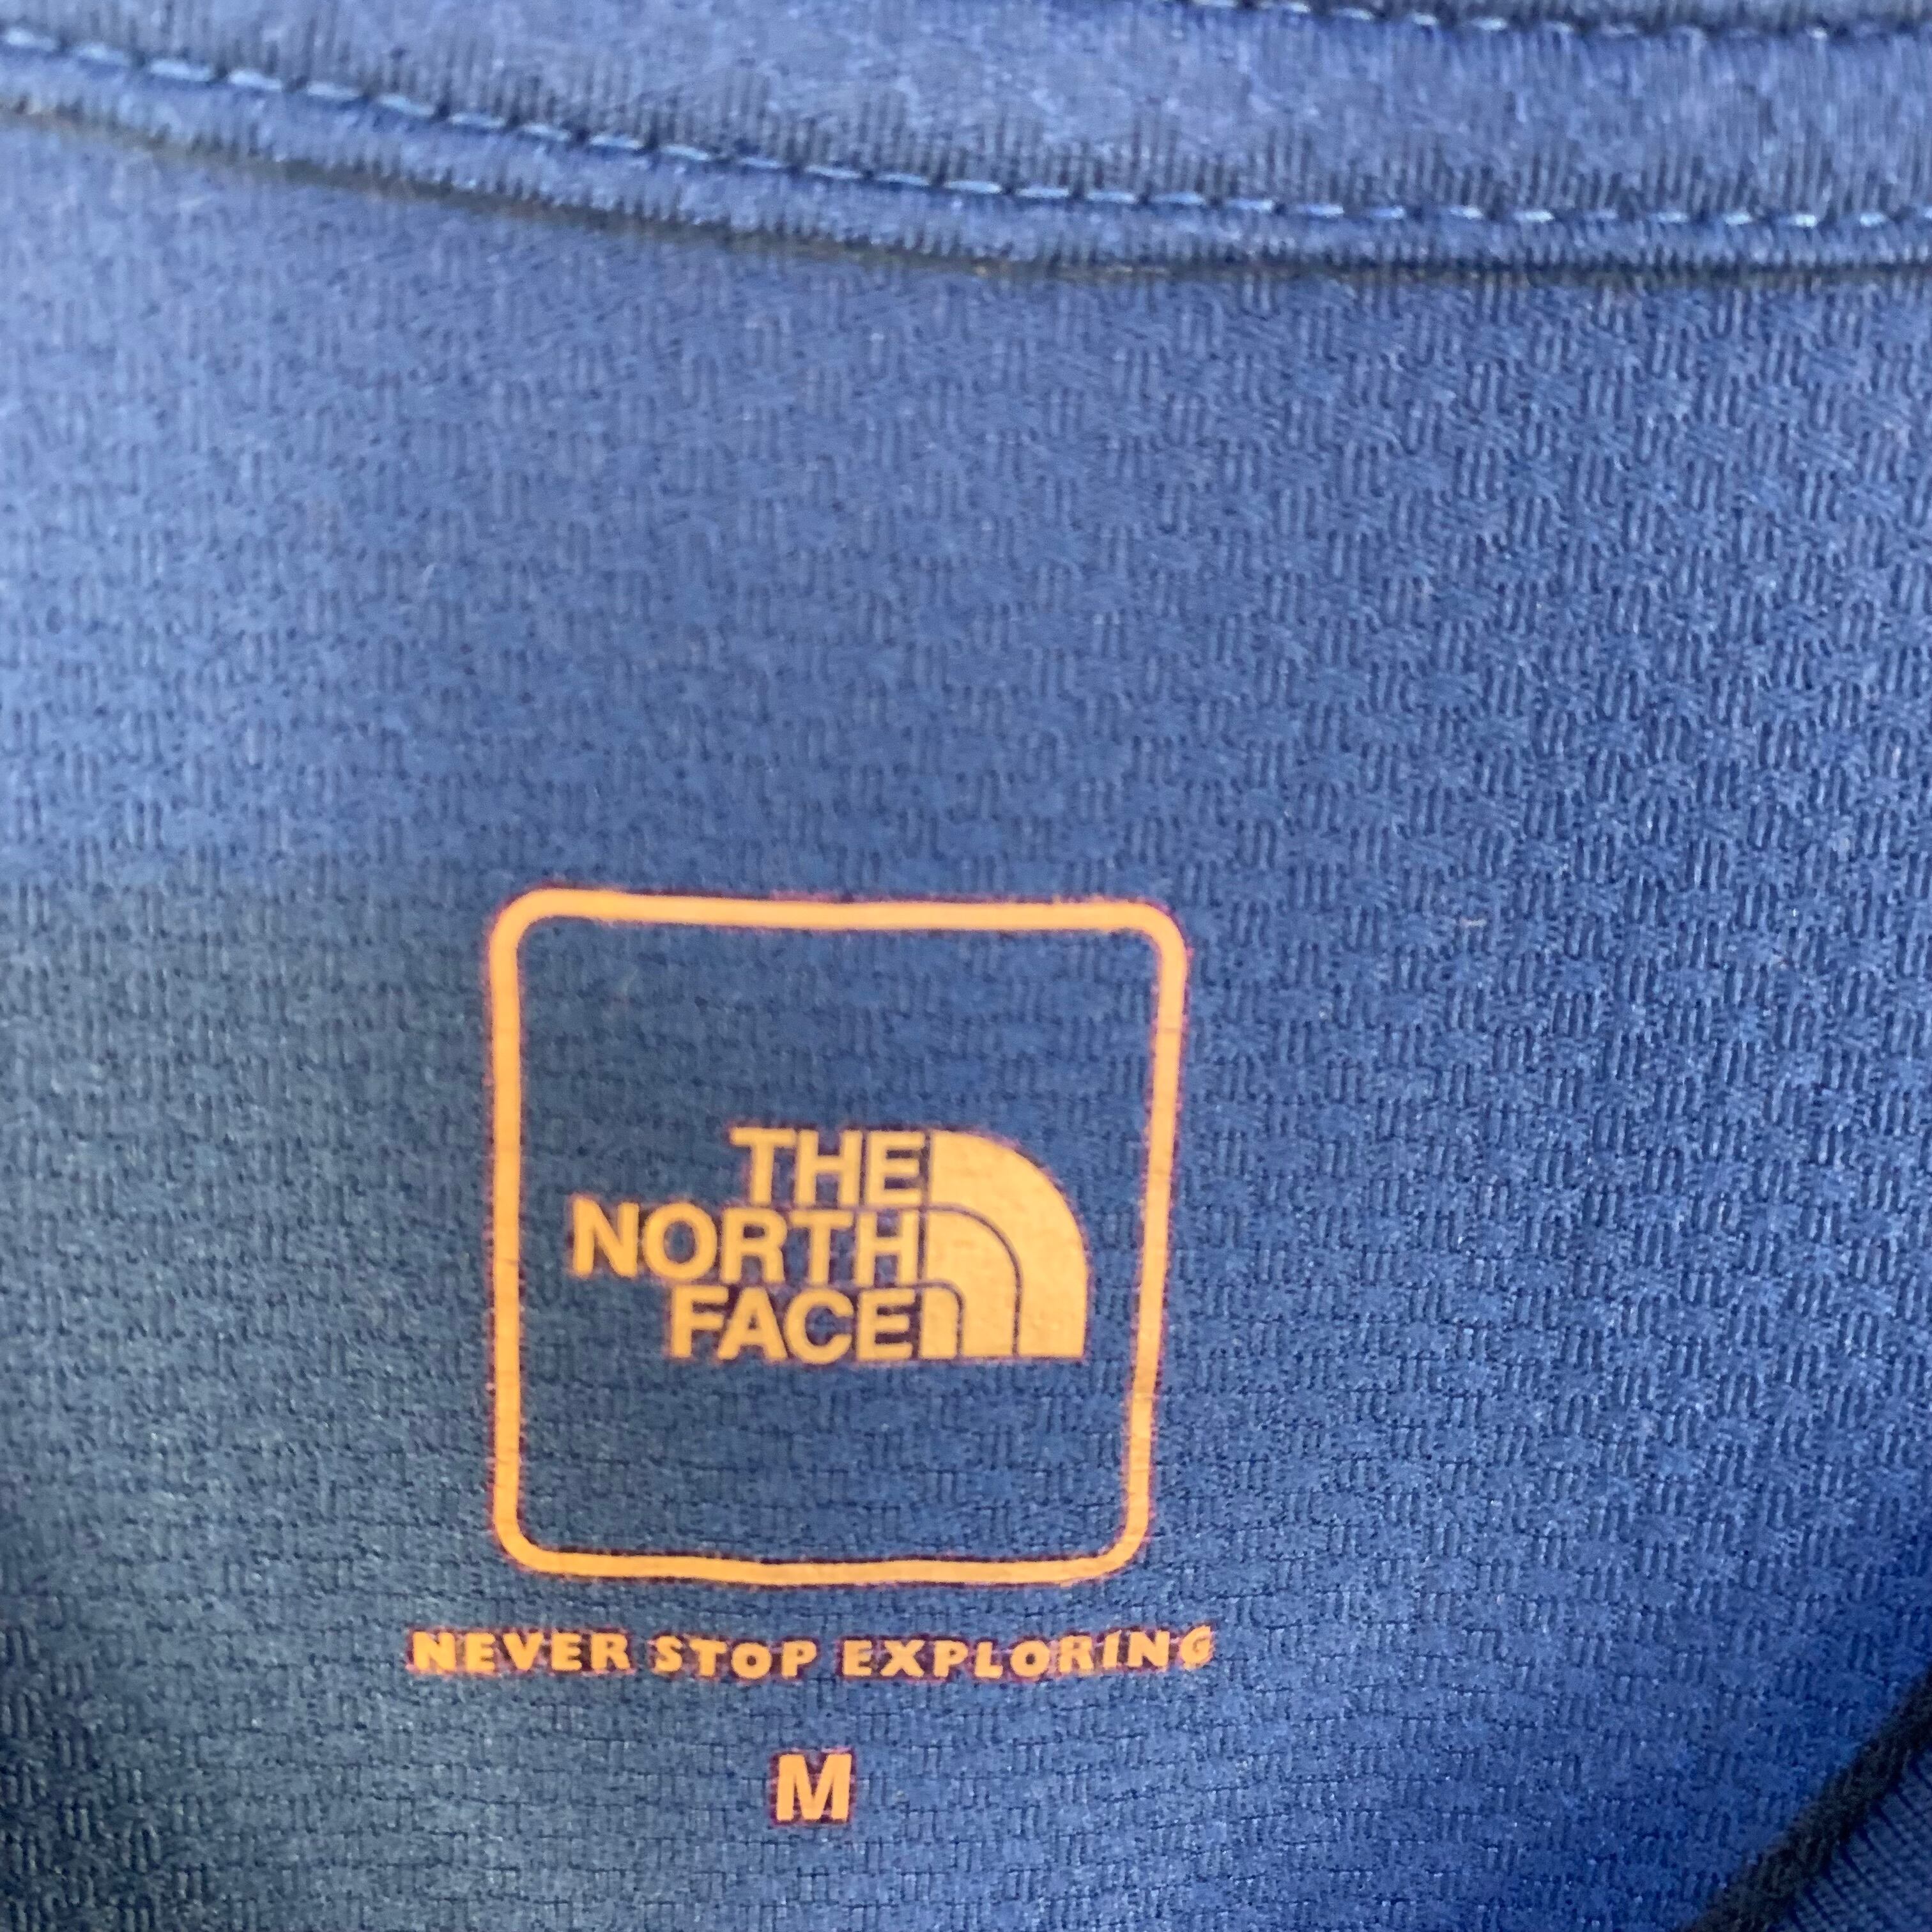 THE
NORTH
FACE
NEVER STOP EXPLORING
M